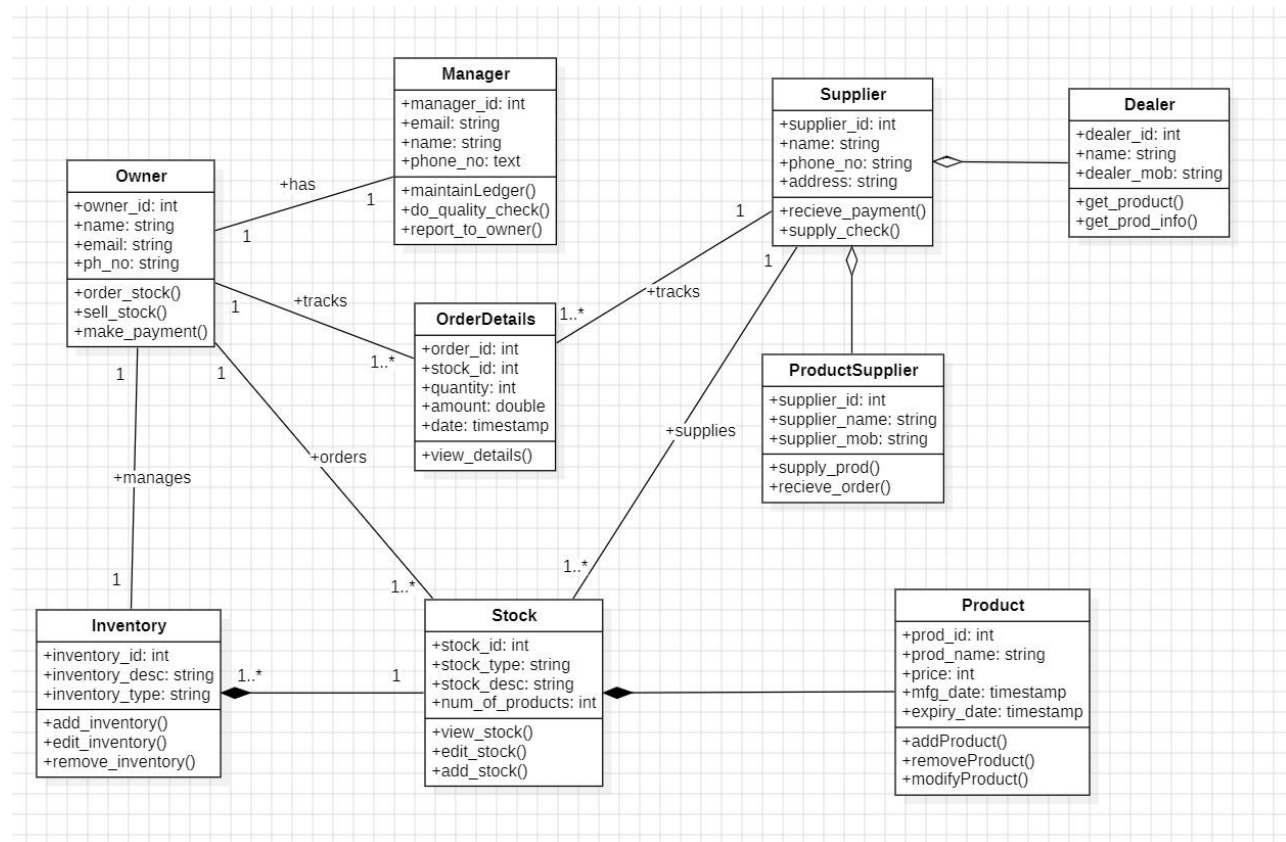 Manager
+manager_id: int
+email: string
+name: string
+phone_no: text
+maintainLedger()
+do_quality_check()
+report_to_owner()
Supplier
+supplier_id: int
+name: string
+phone_no: string
+address: string
+recieve_payment()
+supply_check()
Dealer
+dealer_id: int
+name: string
+dealer_mob: string
+get_product()
+get_prod_info()
Owner
+owner_id: int
+name: string
+email: string
+ph_no: string
+order_stock()
+sell_stock()
+make_payment()
+has
1
1
+tracks
1
1..*
OrderDetails
+order_id: int
+stock_id: int
+quantity: int
+amount: double
+date: timestamp
+view_details()
1
+tracks
1..*
1
+supplies
1..*
ProductSupplier
+supplier_id: int
+supplier_name: string
+supplier_mob: string
+supply_prod()
+recieve_order()
1
+manages
1
1
+orders
1..*
Inventory
+inventory_id: int
+inventory_desc: string
+inventory_type: string
+add_inventory()
+edit_inventory()
+remove_inventory()
1..*
1
Stock
+stock_id: int
+stock_type: string
+stock_desc: string
+num_of_products: int
+view_stock()
+edit_stock()
+add_stock()
Product
+prod_id: int
+prod_name: string
+price: int
+mfg_date: timestamp
+expiry_date: timestamp
+addProduct()
+removeProduct()
+modifyProduct()